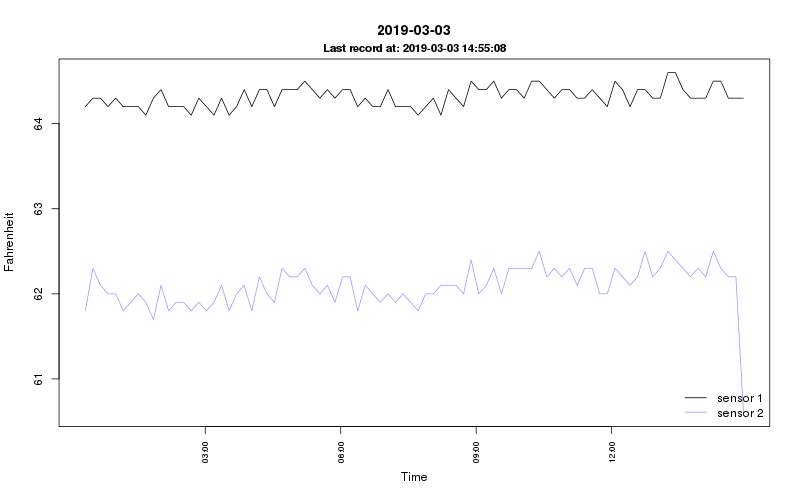 2019-03-03
Last record at: 2019-03-03 14:55:08
Fahrenheit
64
63
62
61
sensor 1
sensor 2
03:00
06:00
09:00
12:00
Time